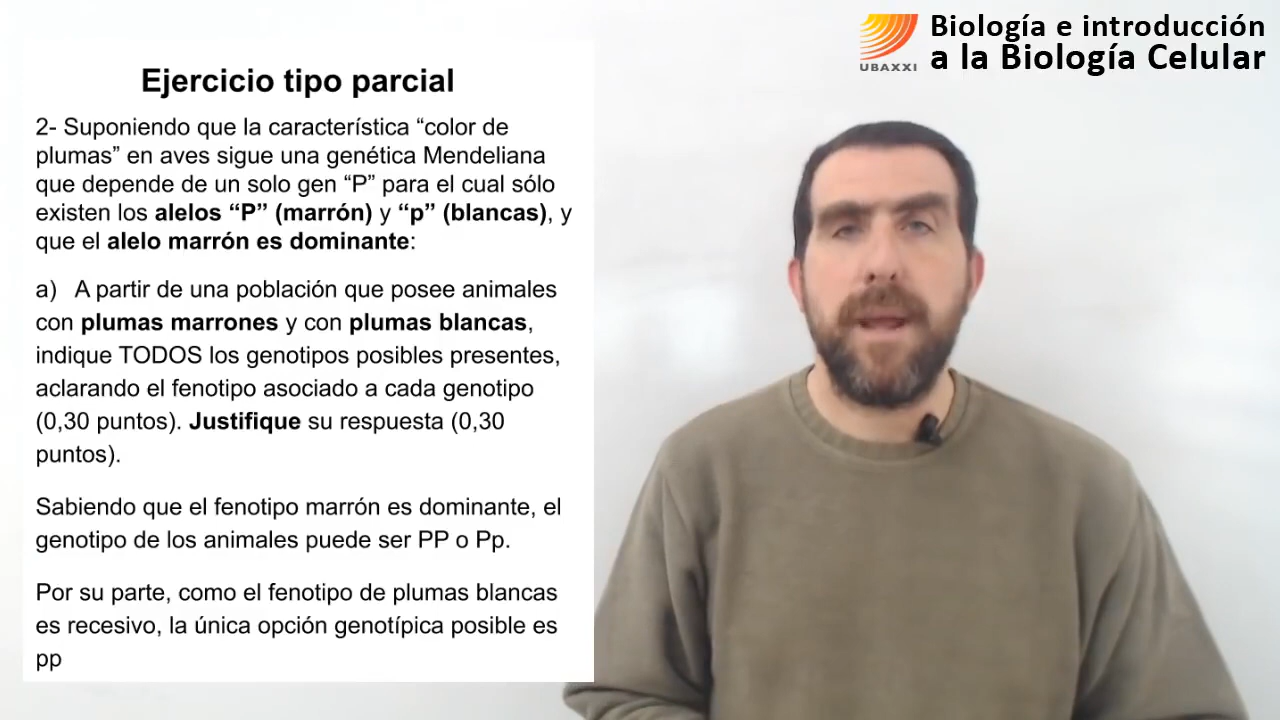 Biología e introducción
a la Biología Celular
UBAXXI
Ejercicio tipo parcial
2- Suponiendo que la característica “color de
plumas” en aves sigue una genética Mendeliana
que depende de un solo gen “P” para el cual sólo
existen los alelos “P” (marrón) y “p” (blancas), y
que el alelo marrón es dominante:
a) A partir de una población que posee animales
con plumas marrones y con plumas blancas,
indique TODOS los genotipos posibles presentes,
aclarando el fenotipo asociado a cada genotipo
(0,30 puntos). Justifique su respuesta (0,30
puntos).
Sabiendo que el fenotipo marrón es dominante, el
genotipo de los animales puede ser PP o Pp.
Por su parte, como el fenotipo de plumas blancas
es recesivo, la única opción genotípica posible es
pp